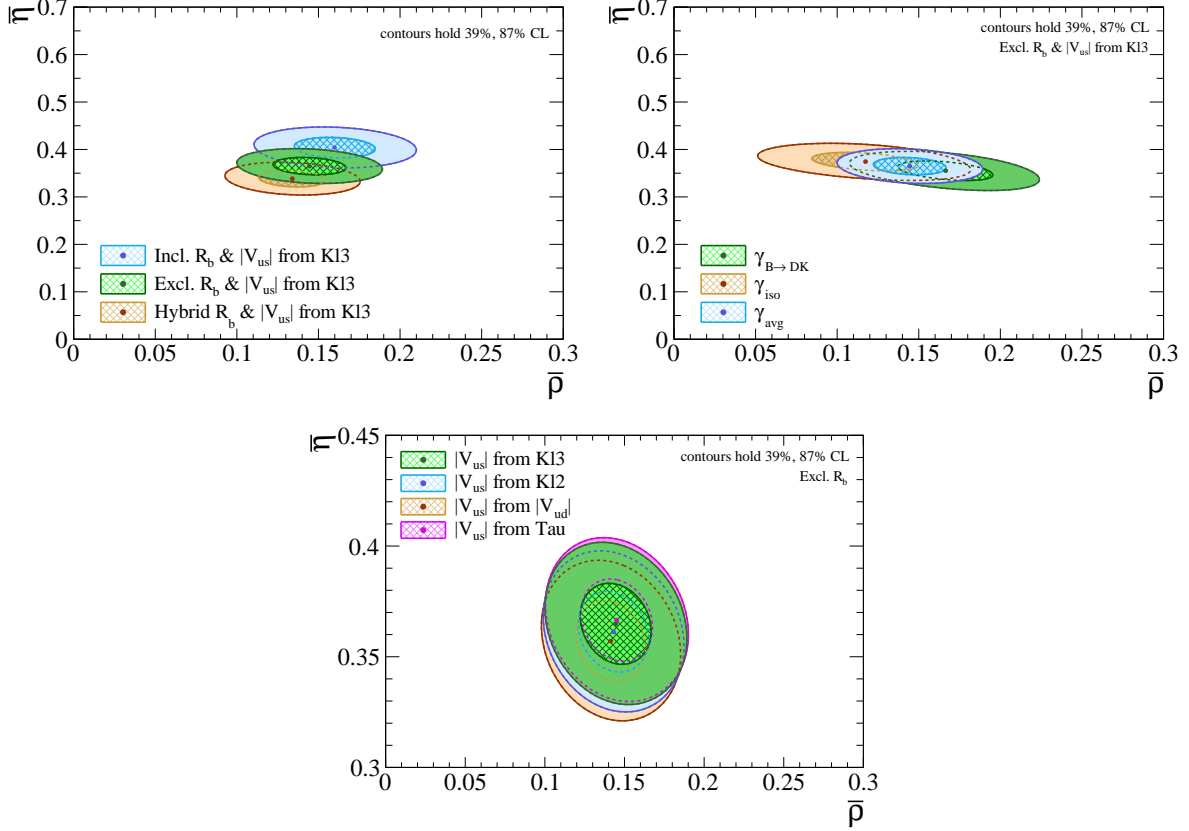 η̅
0.7
0.6
0.5
0.4
0.3
0.2
0.1
0
contours hold 39%, 87% CL
Incl. R_b & |V_us| from Kl3
Excl. R_b & |V_us| from Kl3
Hybrid R_b & |V_us| from Kl3
0 0.05 0.1 0.15 0.2 0.25 0.3
ρ̅
η̅
0.7
0.6
0.5
0.4
0.3
0.2
0.1
0
contours hold 39%, 87% CL
Excl. R_b & |V_us| from Kl3
γ_B→ DK
γ_iso
γ_avg
0 0.05 0.1 0.15 0.2 0.25 0.3
ρ̅
η̅
0.45
0.4
0.35
0.3
|V_us| from Kl3
|V_us| from Kl2
|V_us| from |V_ud|
|V_us| from Tau
contours hold 39%, 87% CL
Excl. R_b
0 0.05 0.1 0.15 0.2 0.25 0.3
ρ̅